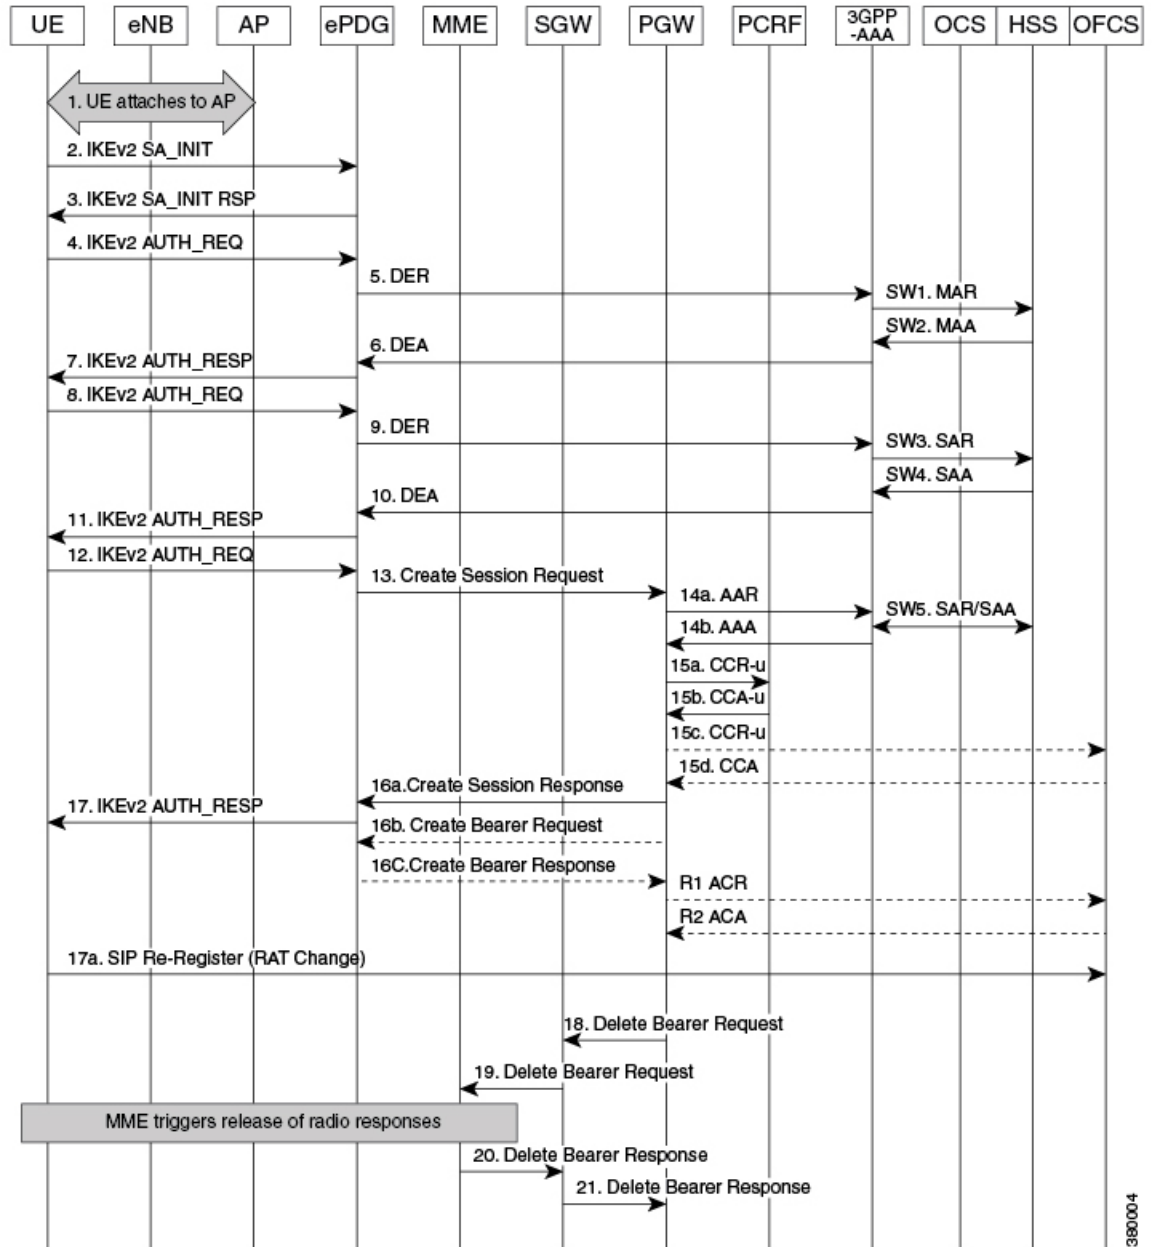 UE eNB AP ePDG MME SGW PGW PCRF 3GPP OCS HSS OFCS
-AAA
1. UE attaches to AP
2. IKEv2 SA_INIT
3. IKEv2 SA_INIT RSP
4. IKEv2 AUTH_REQ
5. DER
SW1. MAR
SW2. MAA
6. DEA
7. IKEv2 AUTH_RESP
8. IKEv2 AUTH_REQ
9. DER
SW3. SAR
SW4. SAA
10. DEA
11. IKEv2 AUTH_RESP
12. IKEv2 AUTH_REQ
13. Create Session Request
14a. AAR
SW5. SAR/SAA
14b. AAA
15a. CCR-u
15b. CCA-u
15c. CCR-u
15d. CCA
16a.Create Session Response
17. IKEv2 AUTH_RESP
16b. Create Bearer Request
16C.Create Bearer Response
R1 ACR
R2 ACA
17a. SIP Re-Register (RAT Change)
18. Delete Bearer Request
19. Delete Bearer Request
MME triggers release of radio responses
20. Delete Bearer Response
21. Delete Bearer Response
380004